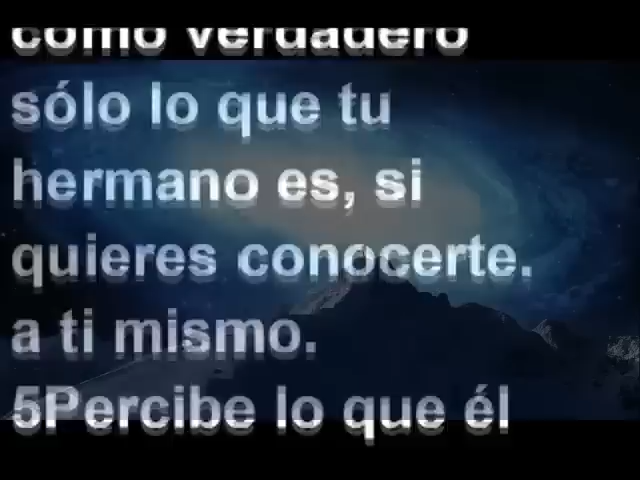 como verdadero
sólo lo que tu
hermano es, si
quieres conocerte.
a ti mismo.
5Percibe lo que él